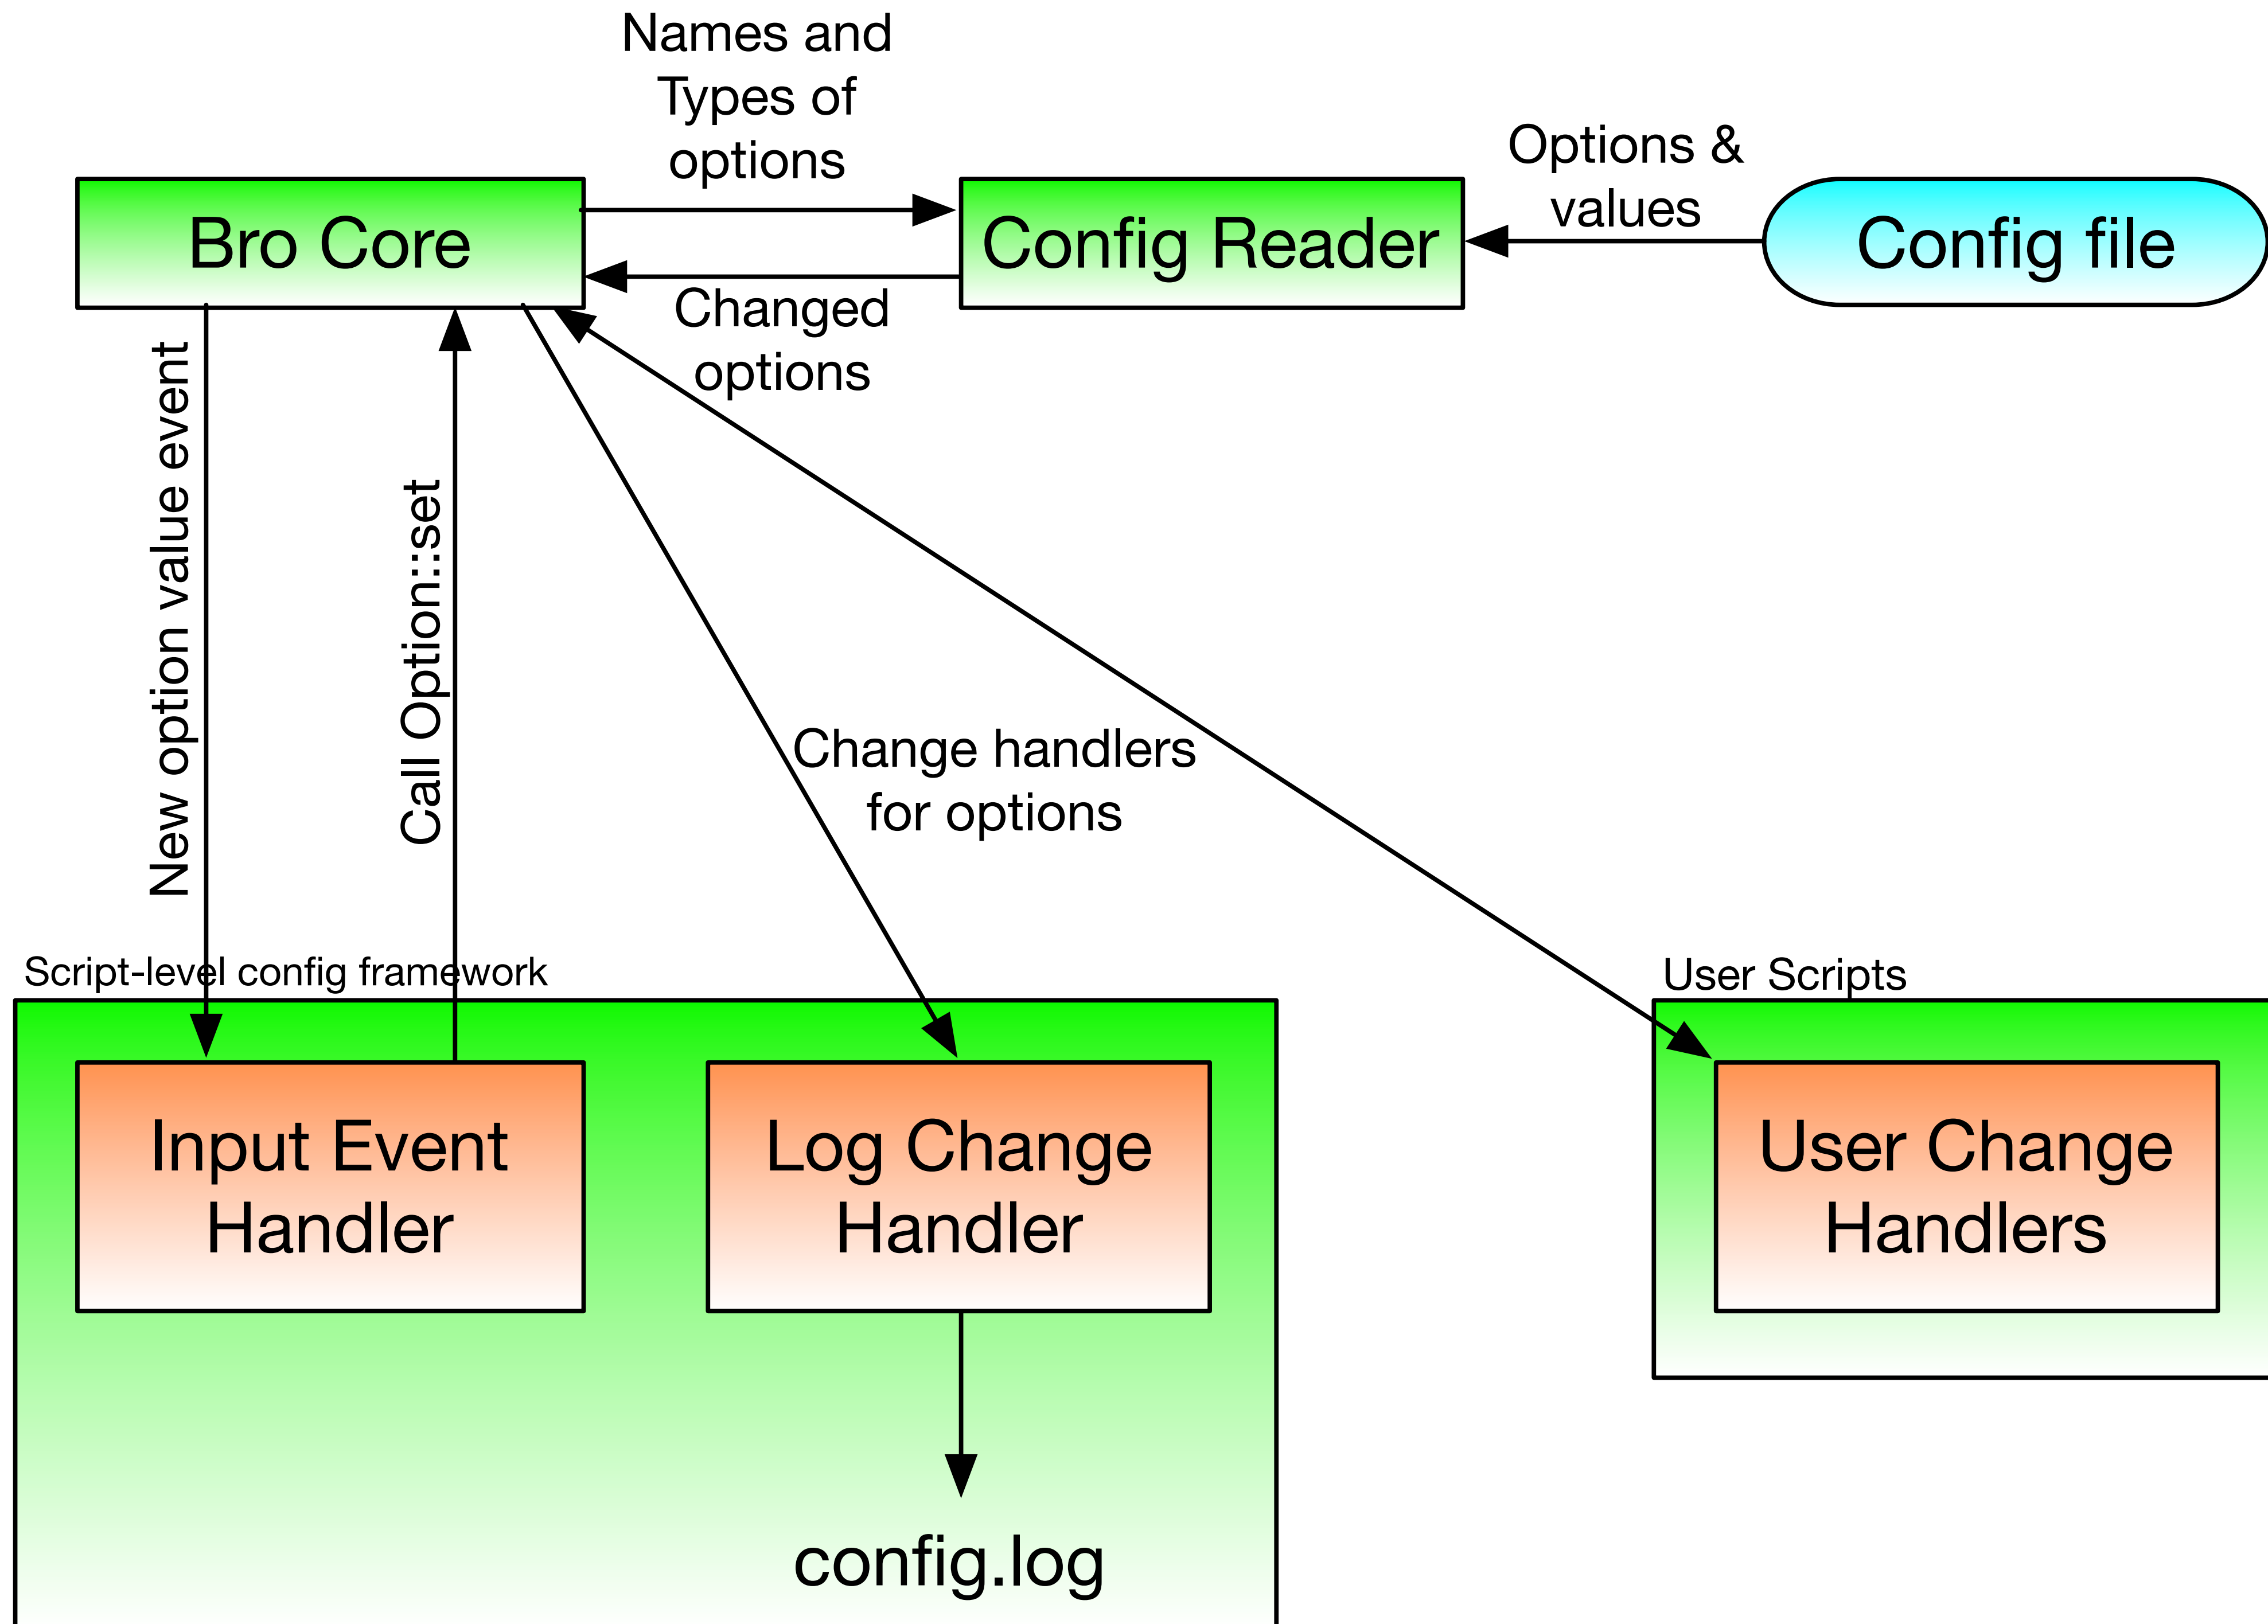 Names and
Types of
options
Options &
values
Bro Core
Config Reader
Config file
Changed
options
New option value event
Call Option::set
Change handlers
for options
Script-level config framework
User Scripts
Input Event
Handler
Log Change
Handler
User Change
Handlers
config.log